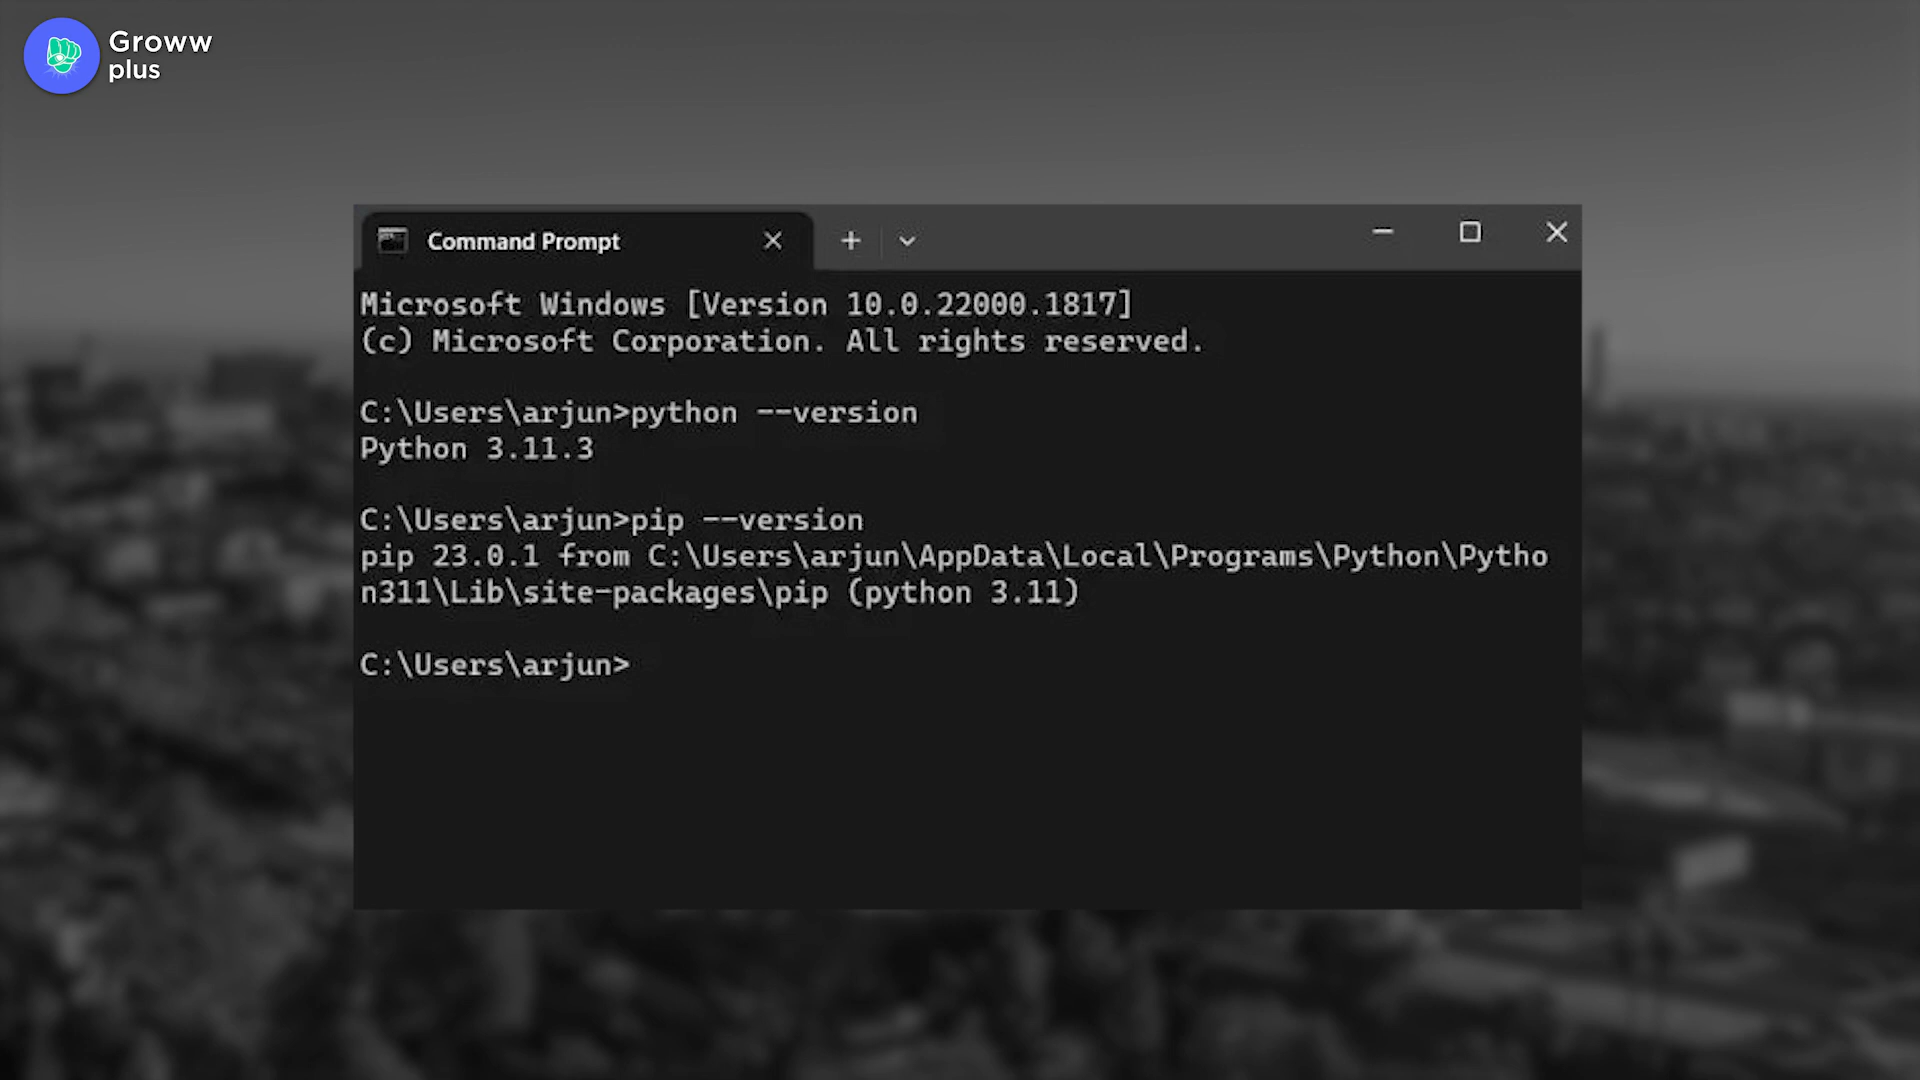 Groww
plus
Command Prompt
Microsoft Windows [Version 10.0.22000.1817]
(c) Microsoft Corporation. All rights reserved.
C:\Users\arjun>python --version
Python 3.11.3
C:\Users\arjun>pip --version
pip 23.0.1 from C:\Users\arjun\AppData\Local\Programs\Python\Pytho
n311\Lib\site-packages\pip (python 3.11)
C:\Users\arjun>